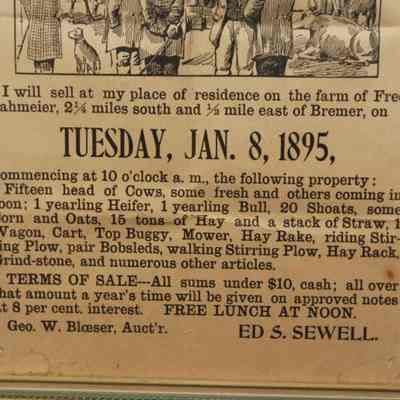 I will sell at my place of residence on the farm of Fre
ahmeier, 2¼ miles south and ½ mile east of Bremer, on
TUESDAY, JAN. 8, 1895,
ommencing at 10 o'clock a. m., the following property:
Fifteen head of Cows, some fresh and others coming in
oon; 1 yearling Heifer, 1 yearling Bull, 20 Shoats, some
orn and Oats, 15 tons of Hay and a stack of Straw, 1
Wagon, Cart, Top Buggy, Mower, Hay Rake, riding Stir-
ing Plow, pair Bobsleds, walking Stirring Plow, Hay Rack,
rind-stone, and numerous other articles.
TERMS OF SALE---All sums under $10, cash; all over
hat amount a year's time will be given on approved notes
t 8 per cent. interest. FREE LUNCH AT NOON.
Geo. W. Blœser, Auct'r. ED S. SEWELL.